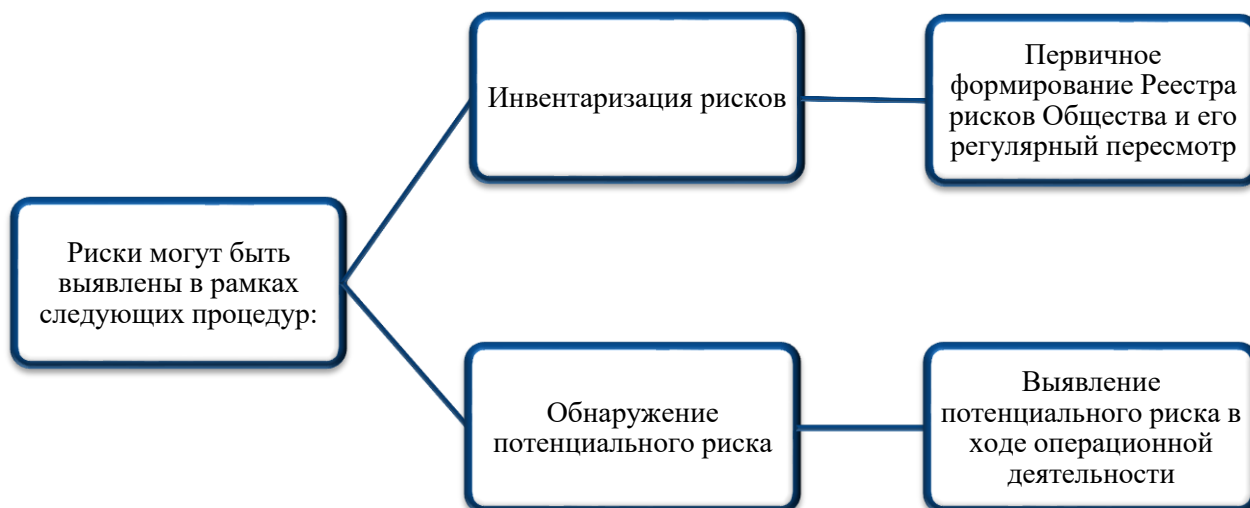 Риски могут быть
выявлены в рамках
следующих процедур:
Инвентаризация рисков
Первичное
формирование Реестра
рисков Общества и его
регулярный пересмотр
Обнаружение
потенциального риска
Выявление
потенциального риска в
ходе операционной
деятельности